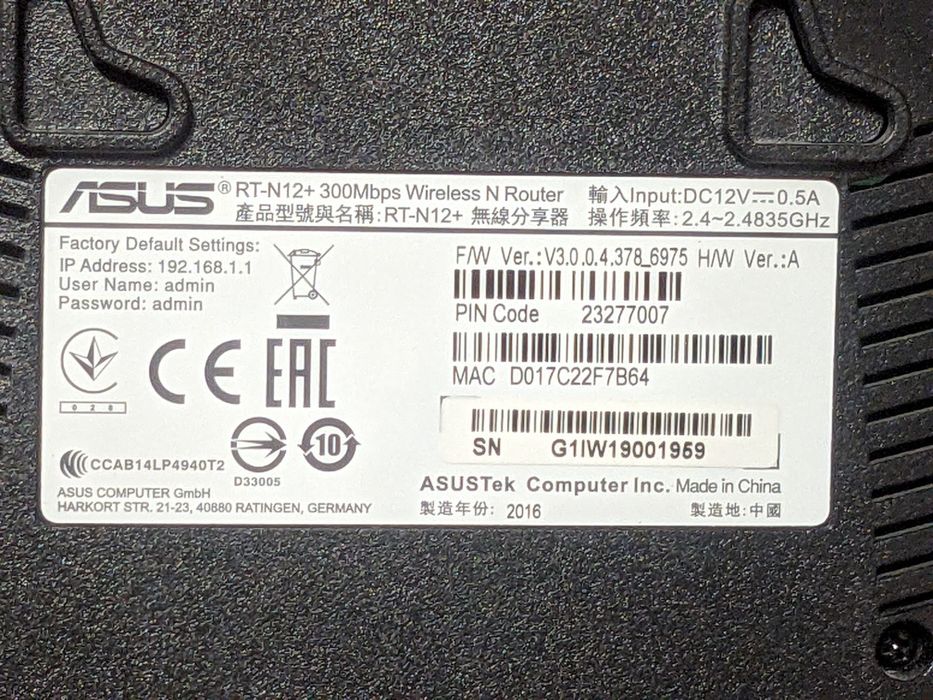 ASUS® RT-N12+ 300Mbps Wireless N Router 輸入Input:DC12V⎓0.5A
產品型號與名稱:RT-N12+ 無線分享器 操作頻率:2.4~2.4835GHz
Factory Default Settings:
IP Address: 192.168.1.1
User Name: admin
Password: admin
F/W Ver.:V3.0.0.4.378_6975 H/W Ver.:A
PIN Code 23277007
MAC D017C22F7B64
SN G1IW19001959
028
CE EAC
10
CCAB14LP4940T2
D33005
ASUS COMPUTER GmbH
HARKORT STR. 21-23, 40880 RATINGEN, GERMANY
ASUSTek Computer Inc. Made in China
製造年份: 2016 製造地:中國